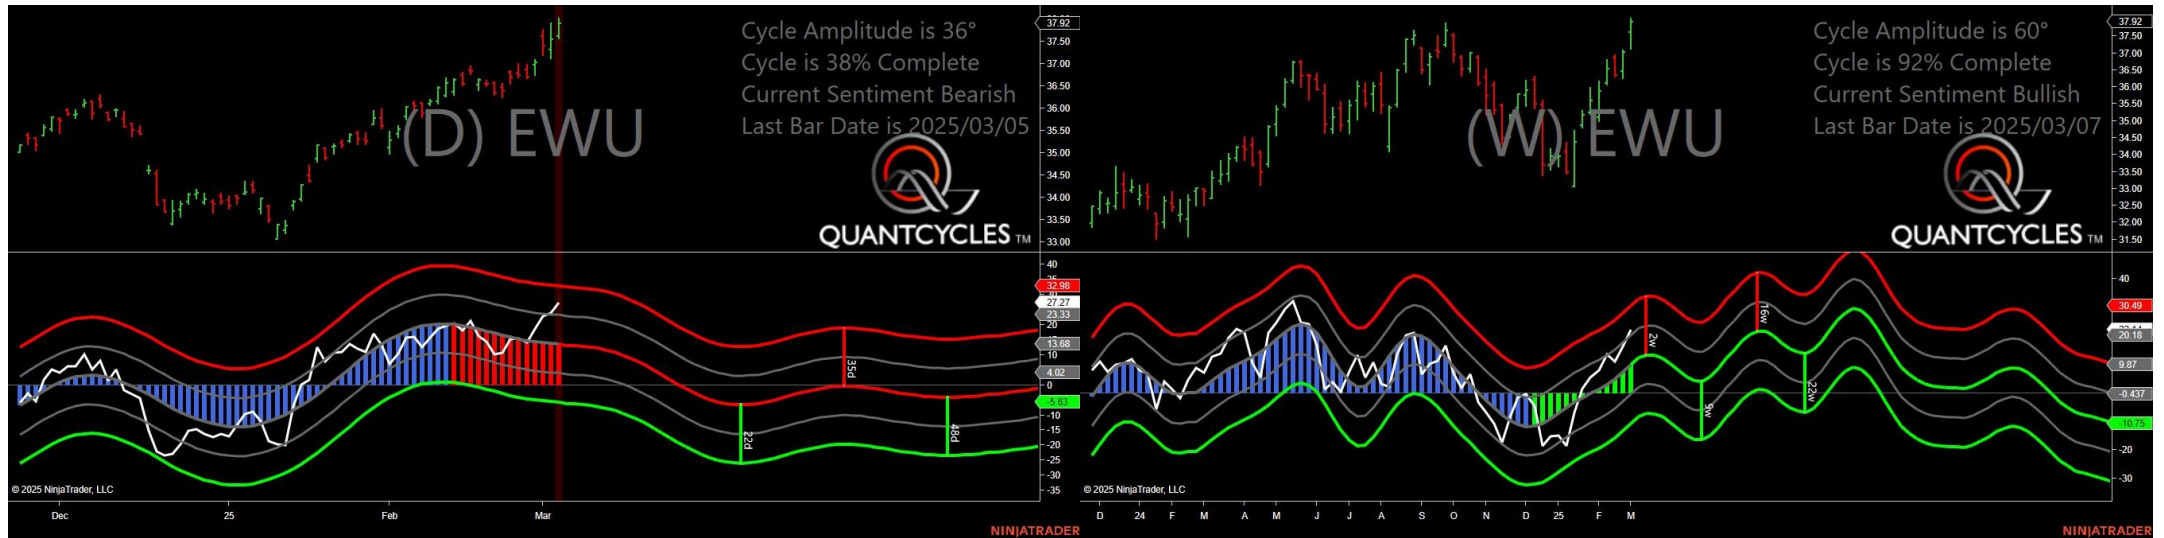 Cycle Amplitude is 36°
Cycle is 38% Complete
Current Sentiment Bearish
Last Bar Date is 2025/03/05
(D) EWU
QUANTCYCLES TM
37.92
37.50
37.00
36.50
36.00
35.50
35.00
34.50
34.00
33.50
33.00
40
32.98
27.27
23.33
20
13.68
10
4.02
0
-5.63
-10
-15
-20
-25
-30
-35
35d
22d
48d
© 2025 NinjaTrader, LLC
Dec 25 Feb Mar
NINJATRADER
Cycle Amplitude is 60°
Cycle is 92% Complete
Current Sentiment Bullish
Last Bar Date is 2025/03/07
(W) EWU
QUANTCYCLES TM
37.92
37.50
37.00
36.50
36.00
35.50
35.00
34.50
34.00
33.50
33.00
32.50
32.00
31.50
40
30.49
20.18
9.87
-0.437
-10.75
-20
-30
2w
16w
9w
22w
© 2025 NinjaTrader, LLC
D 24 F M A M J J A S O N D 25 F M
NINJATRADER